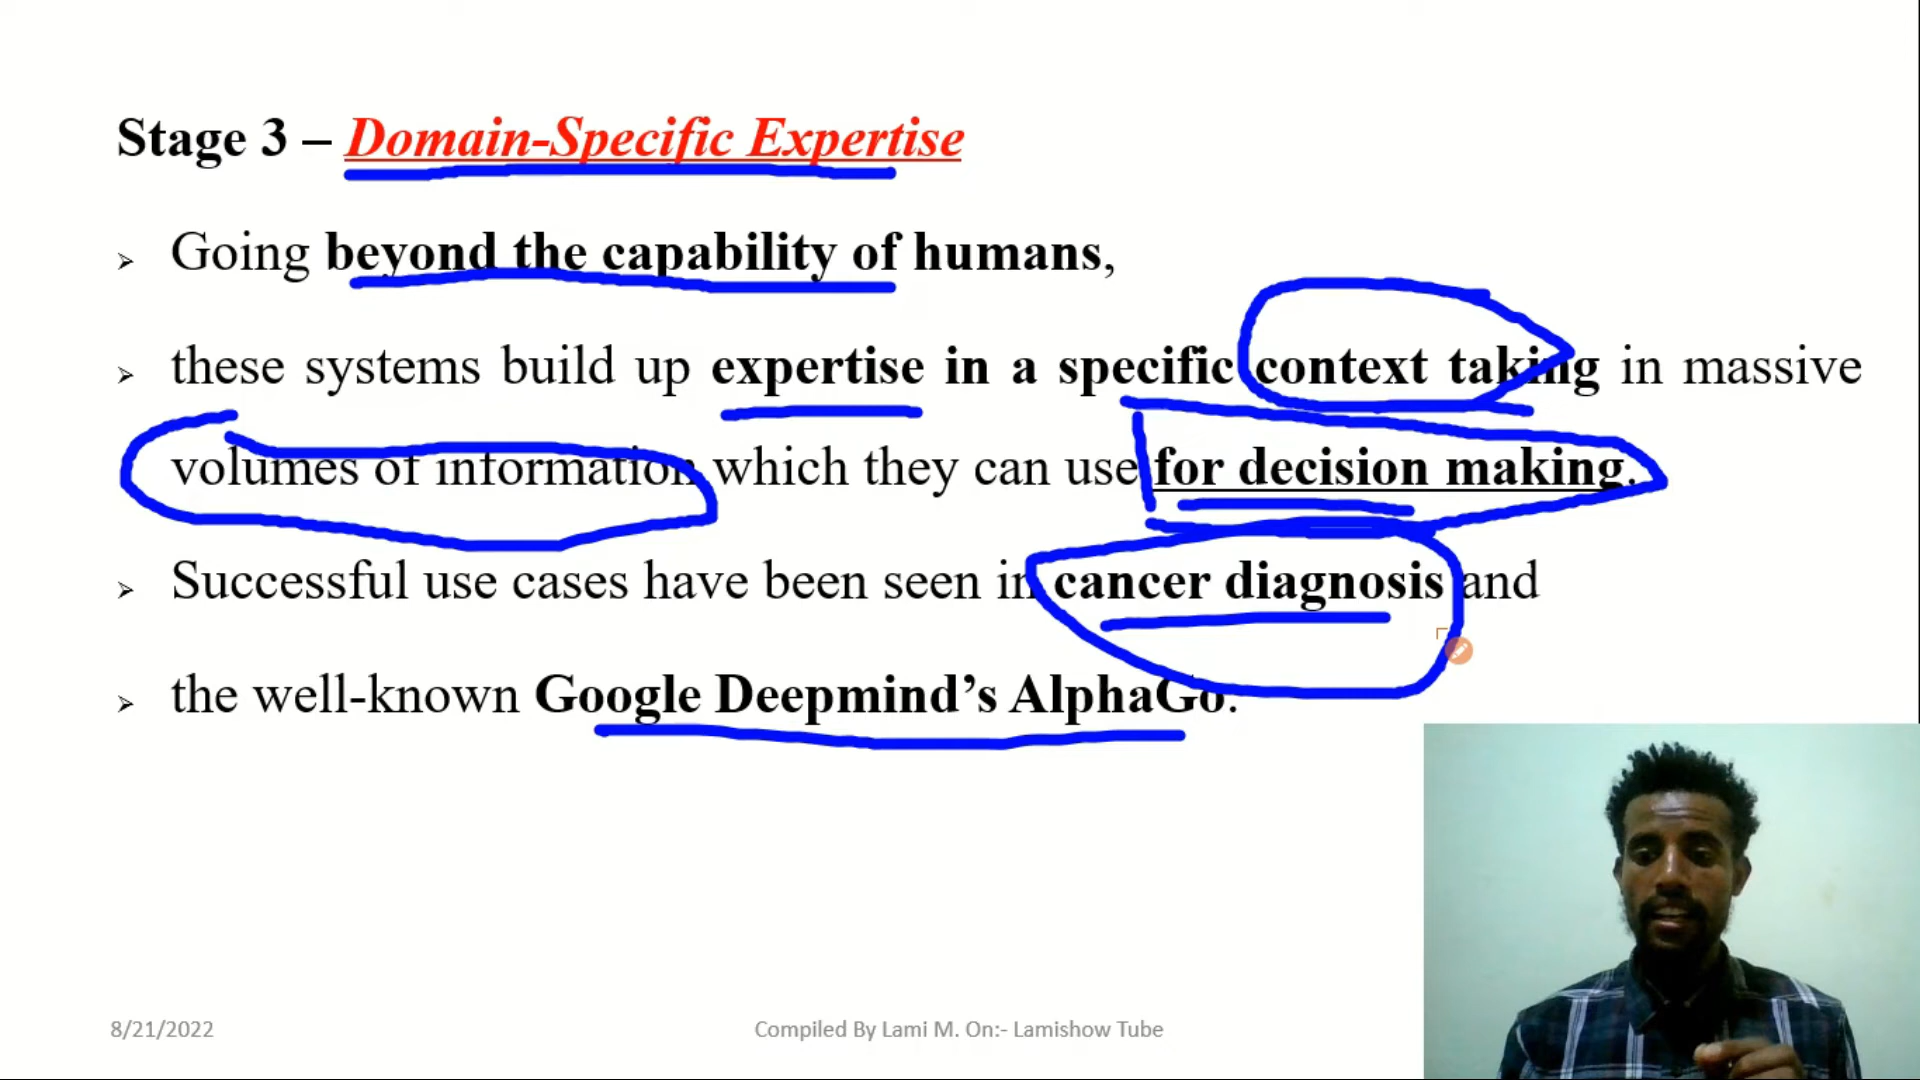 Stage 3 – Domain-Specific Expertise
➢ Going beyond the capability of humans,
➢ these systems build up expertise in a specific context taking in massive
volumes of information which they can use for decision making.
➢ Successful use cases have been seen in cancer diagnosis and
➢ the well-known Google Deepmind’s AlphaGo.
8/21/2022
Compiled By Lami M. On:- Lamishow Tube